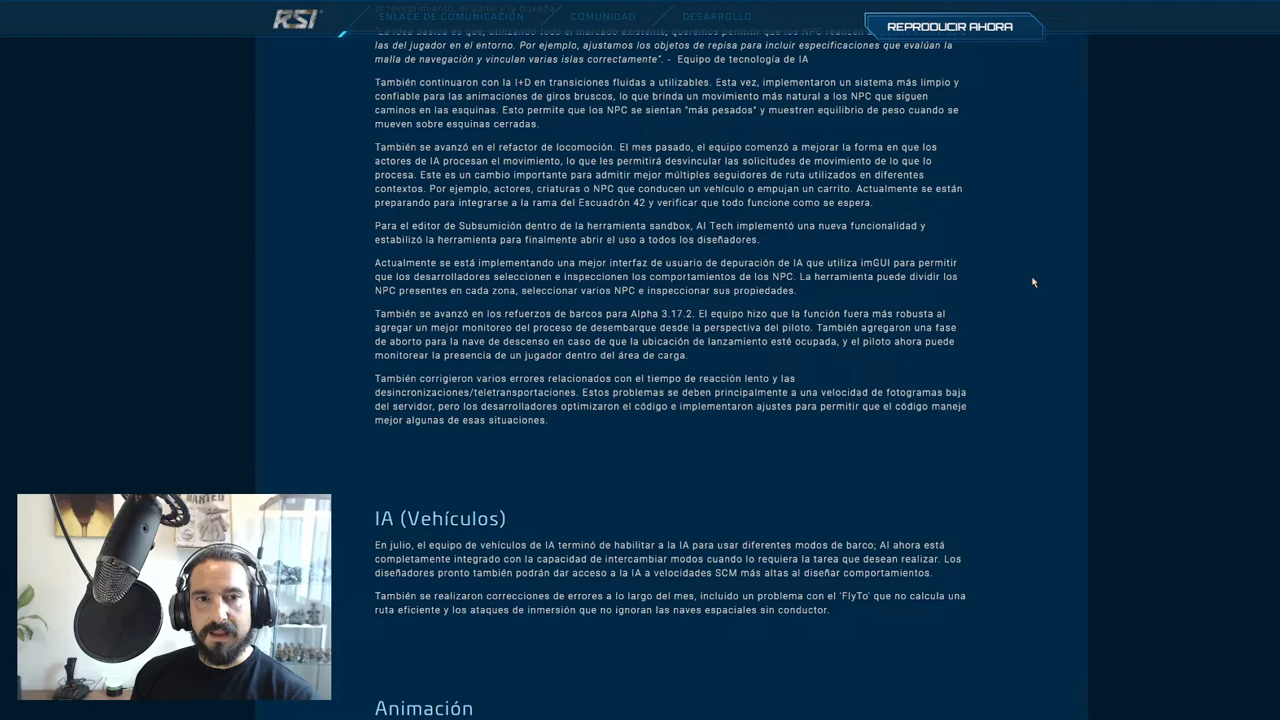 el revestimiento, el salto y la bóveda
RSI
ENLACE DE COMUNICACIÓN
COMUNIDAD
DESARROLLO
REPRODUCIR AHORA
"La idea básica es que, utilizando todo el marcado existente, queremos permitir que los NPC realicen
las del jugador en el entorno. Por ejemplo, ajustamos los objetos de repisa para incluir especificaciones que evalúan la
malla de navegación y vinculan varias islas correctamente". - Equipo de tecnología de IA
También continuaron con la I+D en transiciones fluidas a utilizables. Esta vez, implementaron un sistema más limpio y
confiable para las animaciones de giros bruscos, lo que brinda un movimiento más natural a los NPC que siguen
caminos en las esquinas. Esto permite que los NPC se sientan "más pesados" y muestren equilibrio de peso cuando se
mueven sobre esquinas cerradas.
También se avanzó en el refactor de locomoción. El mes pasado, el equipo comenzó a mejorar la forma en que los
actores de IA procesan el movimiento, lo que les permitirá desvincular las solicitudes de movimiento de lo que lo
procesa. Este es un cambio importante para admitir mejor múltiples seguidores de ruta utilizados en diferentes
contextos. Por ejemplo, actores, criaturas o NPC que conducen un vehículo o empujan un carrito. Actualmente se están
preparando para integrarse a la rama del Escuadrón 42 y verificar que todo funcione como se espera.
Para el editor de Subsumición dentro de la herramienta sandbox, AI Tech implementó una nueva funcionalidad y
estabilizó la herramienta para finalmente abrir el uso a todos los diseñadores.
Actualmente se está implementando una mejor interfaz de usuario de depuración de IA que utiliza imGUI para permitir
que los desarrolladores seleccionen e inspeccionen los comportamientos de los NPC. La herramienta puede dividir los
NPC presentes en cada zona, seleccionar varios NPC e inspeccionar sus propiedades.
También se avanzó en los refuerzos de barcos para Alpha 3.17.2. El equipo hizo que la función fuera más robusta al
agregar un mejor monitoreo del proceso de desembarque desde la perspectiva del piloto. También agregaron una fase
de aborto para la nave de descenso en caso de que la ubicación de lanzamiento esté ocupada, y el piloto ahora puede
monitorear la presencia de un jugador dentro del área de carga.
También corrigieron varios errores relacionados con el tiempo de reacción lento y las
desincronizaciones/teletransportaciones. Estos problemas se deben principalmente a una velocidad de fotogramas baja
del servidor, pero los desarrolladores optimizaron el código e implementaron ajustes para permitir que el código maneje
mejor algunas de esas situaciones.
IA (Vehículos)
En julio, el equipo de vehículos de IA terminó de habilitar a la IA para usar diferentes modos de barco; AI ahora está
completamente integrado con la capacidad de intercambiar modos cuando lo requiera la tarea que desean realizar. Los
diseñadores pronto también podrán dar acceso a la IA a velocidades SCM más altas al diseñar comportamientos.
También se realizaron correcciones de errores a lo largo del mes, incluido un problema con el 'FlyTo' que no calcula una
ruta eficiente y los ataques de inmersión que no ignoran las naves espaciales sin conductor.
WANTED
Animación